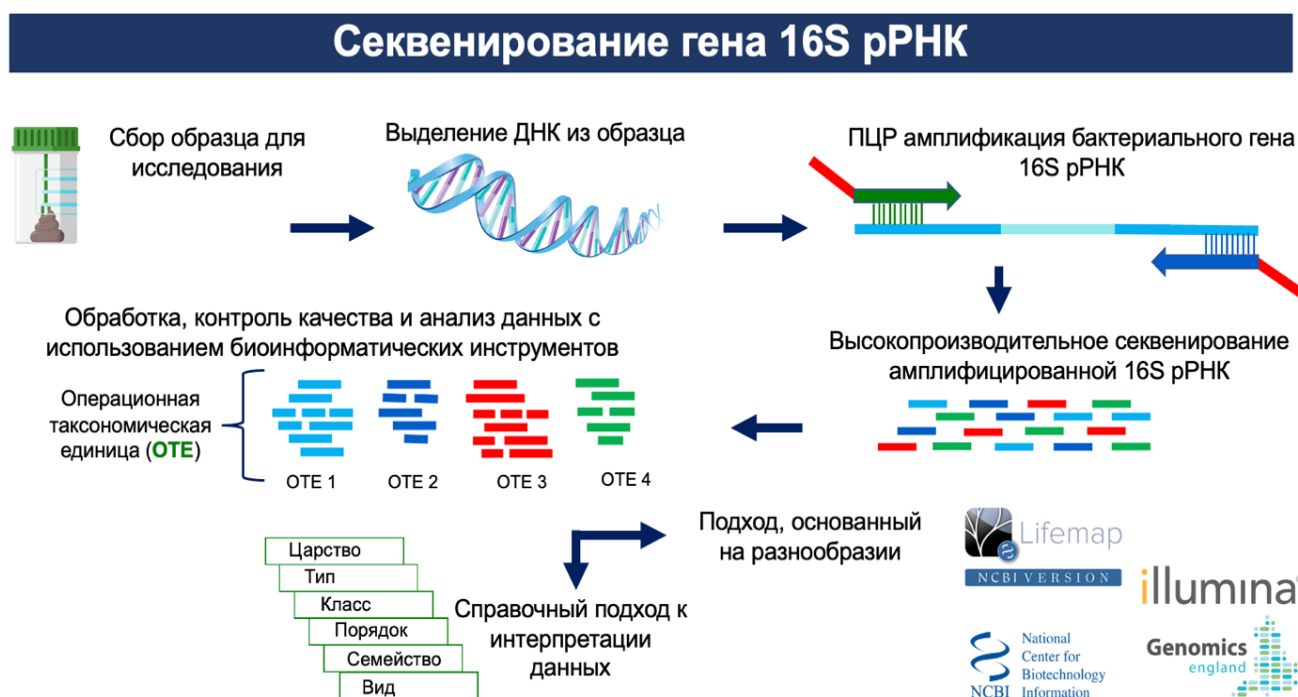 Секвенирование гена 16S рРНК
Сбор образца для
исследования
Выделение ДНК из образца
ПЦР амплификация бактериального гена
16S рРНК
Высокопроизводительное секвенирование
амплифицированной 16S рРНК
Обработка, контроль качества и анализ данных с
использованием биоинформатических инструментов
Операционная
таксономическая
единица (ОТЕ)
ОТЕ 1
ОТЕ 2
ОТЕ 3
ОТЕ 4
Подход, основанный
на разнообразии
Справочный подход к
интерпретации
данных
Царство
Тип
Класс
Порядок
Семейство
Вид
Lifemap
NCBI VERSION
illumina
National
Center for
Biotechnology
Information
NCBI
Genomics
england